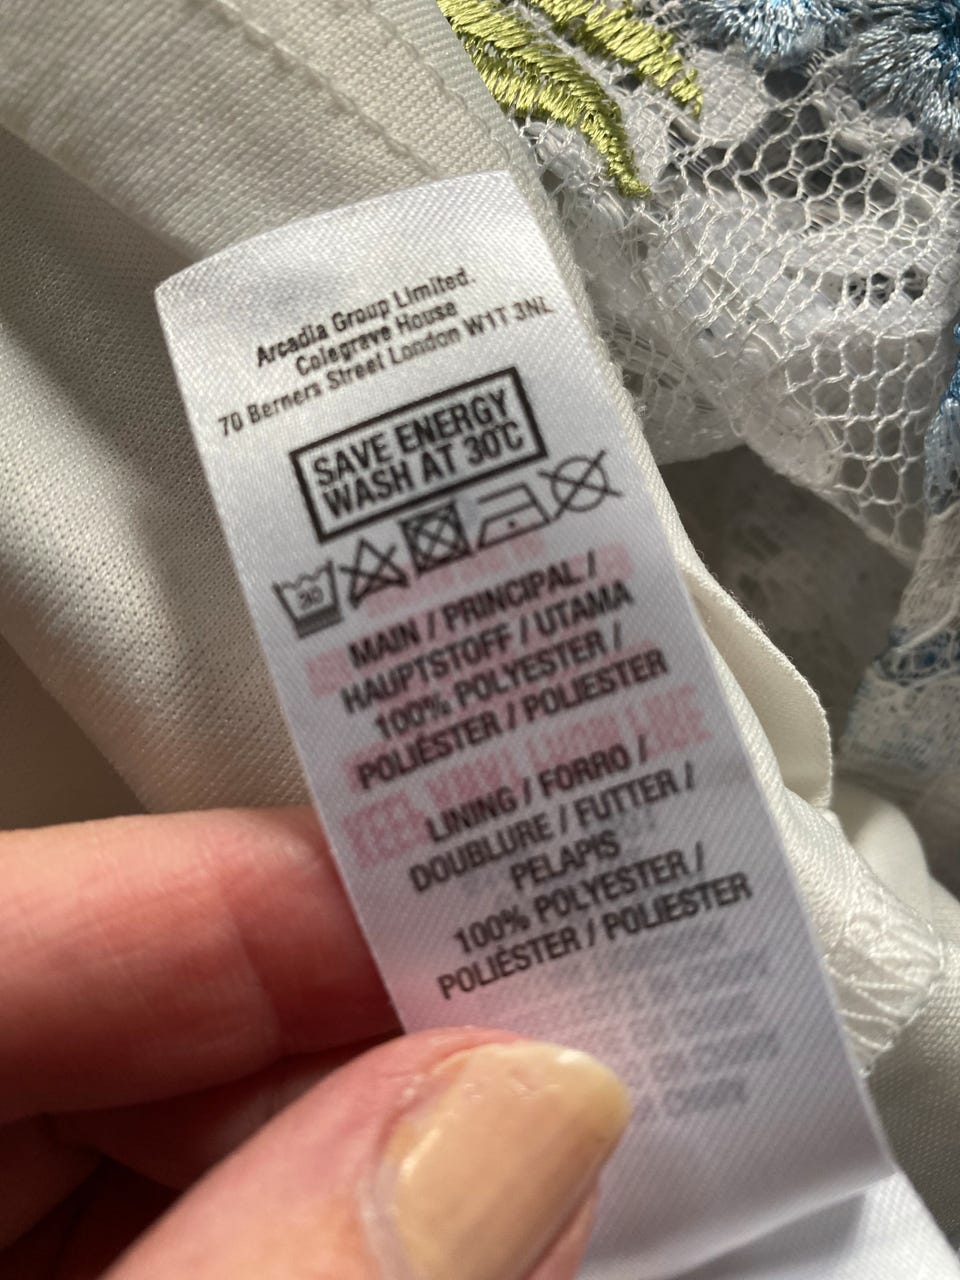 Arcadia Group Limited
Colegrave House
70 Berners Street London W1T 3NL
SAVE ENERGY
WASH AT 30°C
30
MAIN / PRINCIPAL /
HAUPTSTOFF / UTAMA
100% POLYESTER /
POLIÉSTER / POLIESTER
LINING / FORRO /
DOUBLURE / FUTTER /
PELAPIS
100% POLYESTER /
POLIÉSTER / POLIESTER